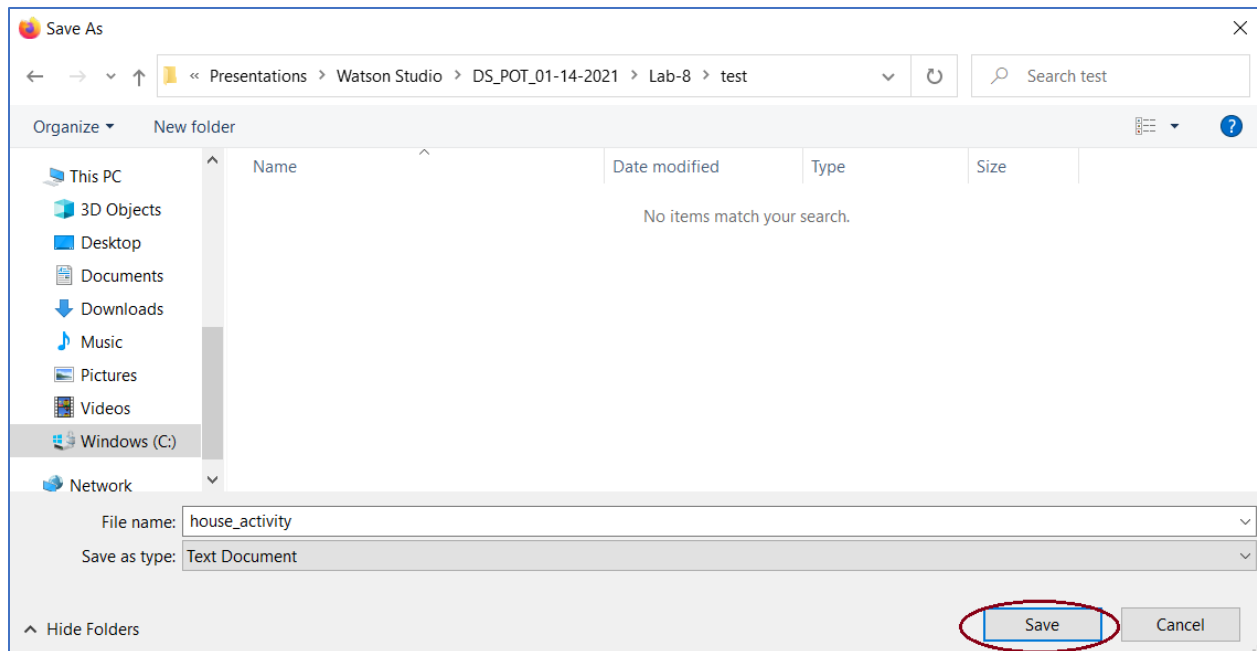 Save As
« Presentations > Watson Studio > DS_POT_01-14-2021 > Lab-8 > test
Search test
Organize
New folder
Name
Date modified
Type
Size
No items match your search.
This PC
3D Objects
Desktop
Documents
Downloads
Music
Pictures
Videos
Windows (C:)
Network
File name: house_activity
Save as type: Text Document
Hide Folders
Save
Cancel